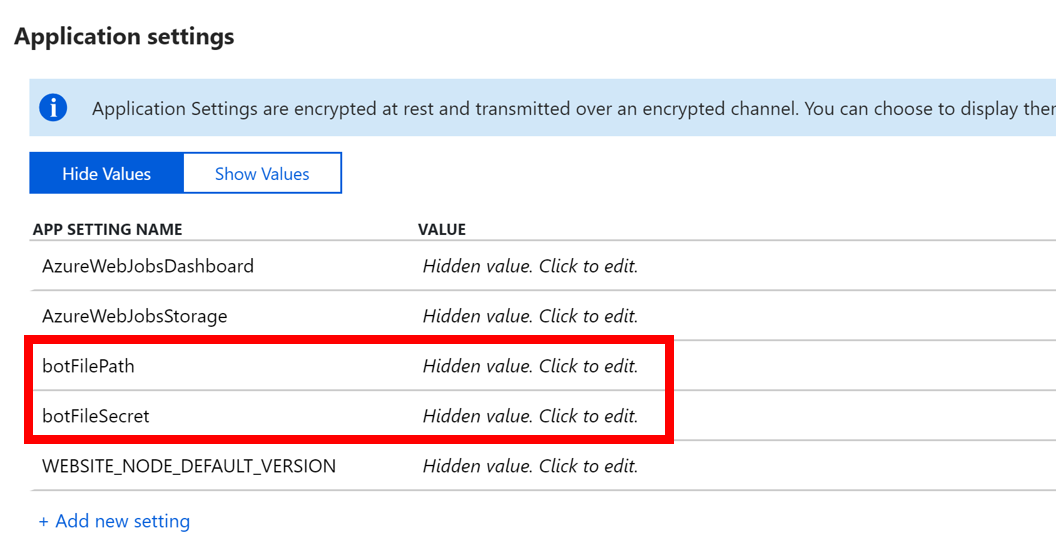 Application settings
i Application Settings are encrypted at rest and transmitted over an encrypted channel. You can choose to display
Hide Values Show Values
APP SETTING NAME VALUE
AzureWebJobsDashboard Hidden value. Click to edit.
AzureWebJobsStorage Hidden value. Click to edit.
botFilePath Hidden value. Click to edit.
botFileSecret Hidden value. Click to edit.
WEBSITE_NODE_DEFAULT_VERSION Hidden value. Click to edit.
+ Add new setting